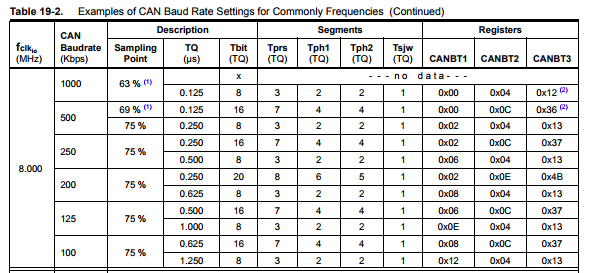 Table 19-2. Examples of CAN Baud Rate Settings for Commonly Frequencies (Continued)
fclkio (MHz) CAN Baudrate (Kbps) Description Segments Registers
Sampling Point TQ (µs) Tbit (TQ) Tprs (TQ) Tph1 (TQ) Tph2 (TQ) Tsjw (TQ) CANBT1 CANBT2 CANBT3
8.000
1000 63 % (1) x - - - n o d a t a - - -
0.125 8 3 2 2 1 0x00 0x04 0x12 (2)
500 69 % (1) 0.125 16 7 4 4 1 0x00 0x0C 0x36 (2)
75 % 0.250 8 3 2 2 1 0x02 0x04 0x13
250 75 % 0.250 16 7 4 4 1 0x02 0x0C 0x37
0.500 8 3 2 2 1 0x06 0x04 0x13
200 75 % 0.250 20 8 6 5 1 0x02 0x0E 0x4B
0.625 8 3 2 2 1 0x08 0x04 0x13
125 75 % 0.500 16 7 4 4 1 0x06 0x0C 0x37
1.000 8 3 2 2 1 0x0E 0x04 0x13
100 75 % 0.625 16 7 4 4 1 0x08 0x0C 0x37
1.250 8 3 2 2 1 0x12 0x04 0x13